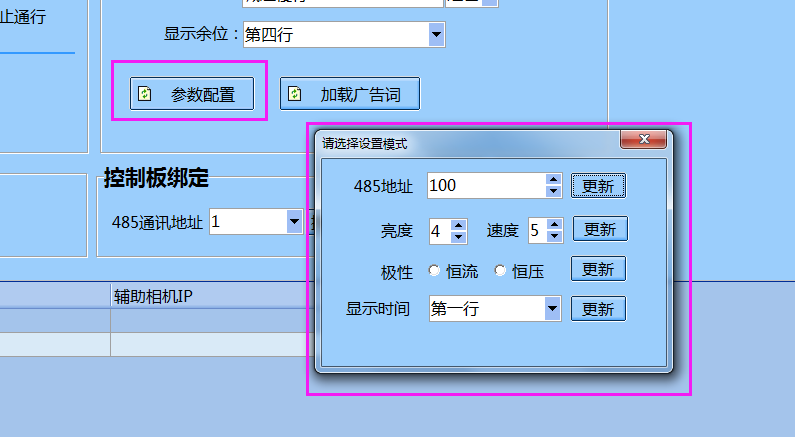 止通行
显示余位：
第四行
参数配置
加载广告词
请选择设置模式
控制板绑定
485地址
100
更新
485通讯地址
1
亮度
4
速度
5
更新
极性
恒流
恒压
更新
辅助相机IP
显示时间
第一行
更新